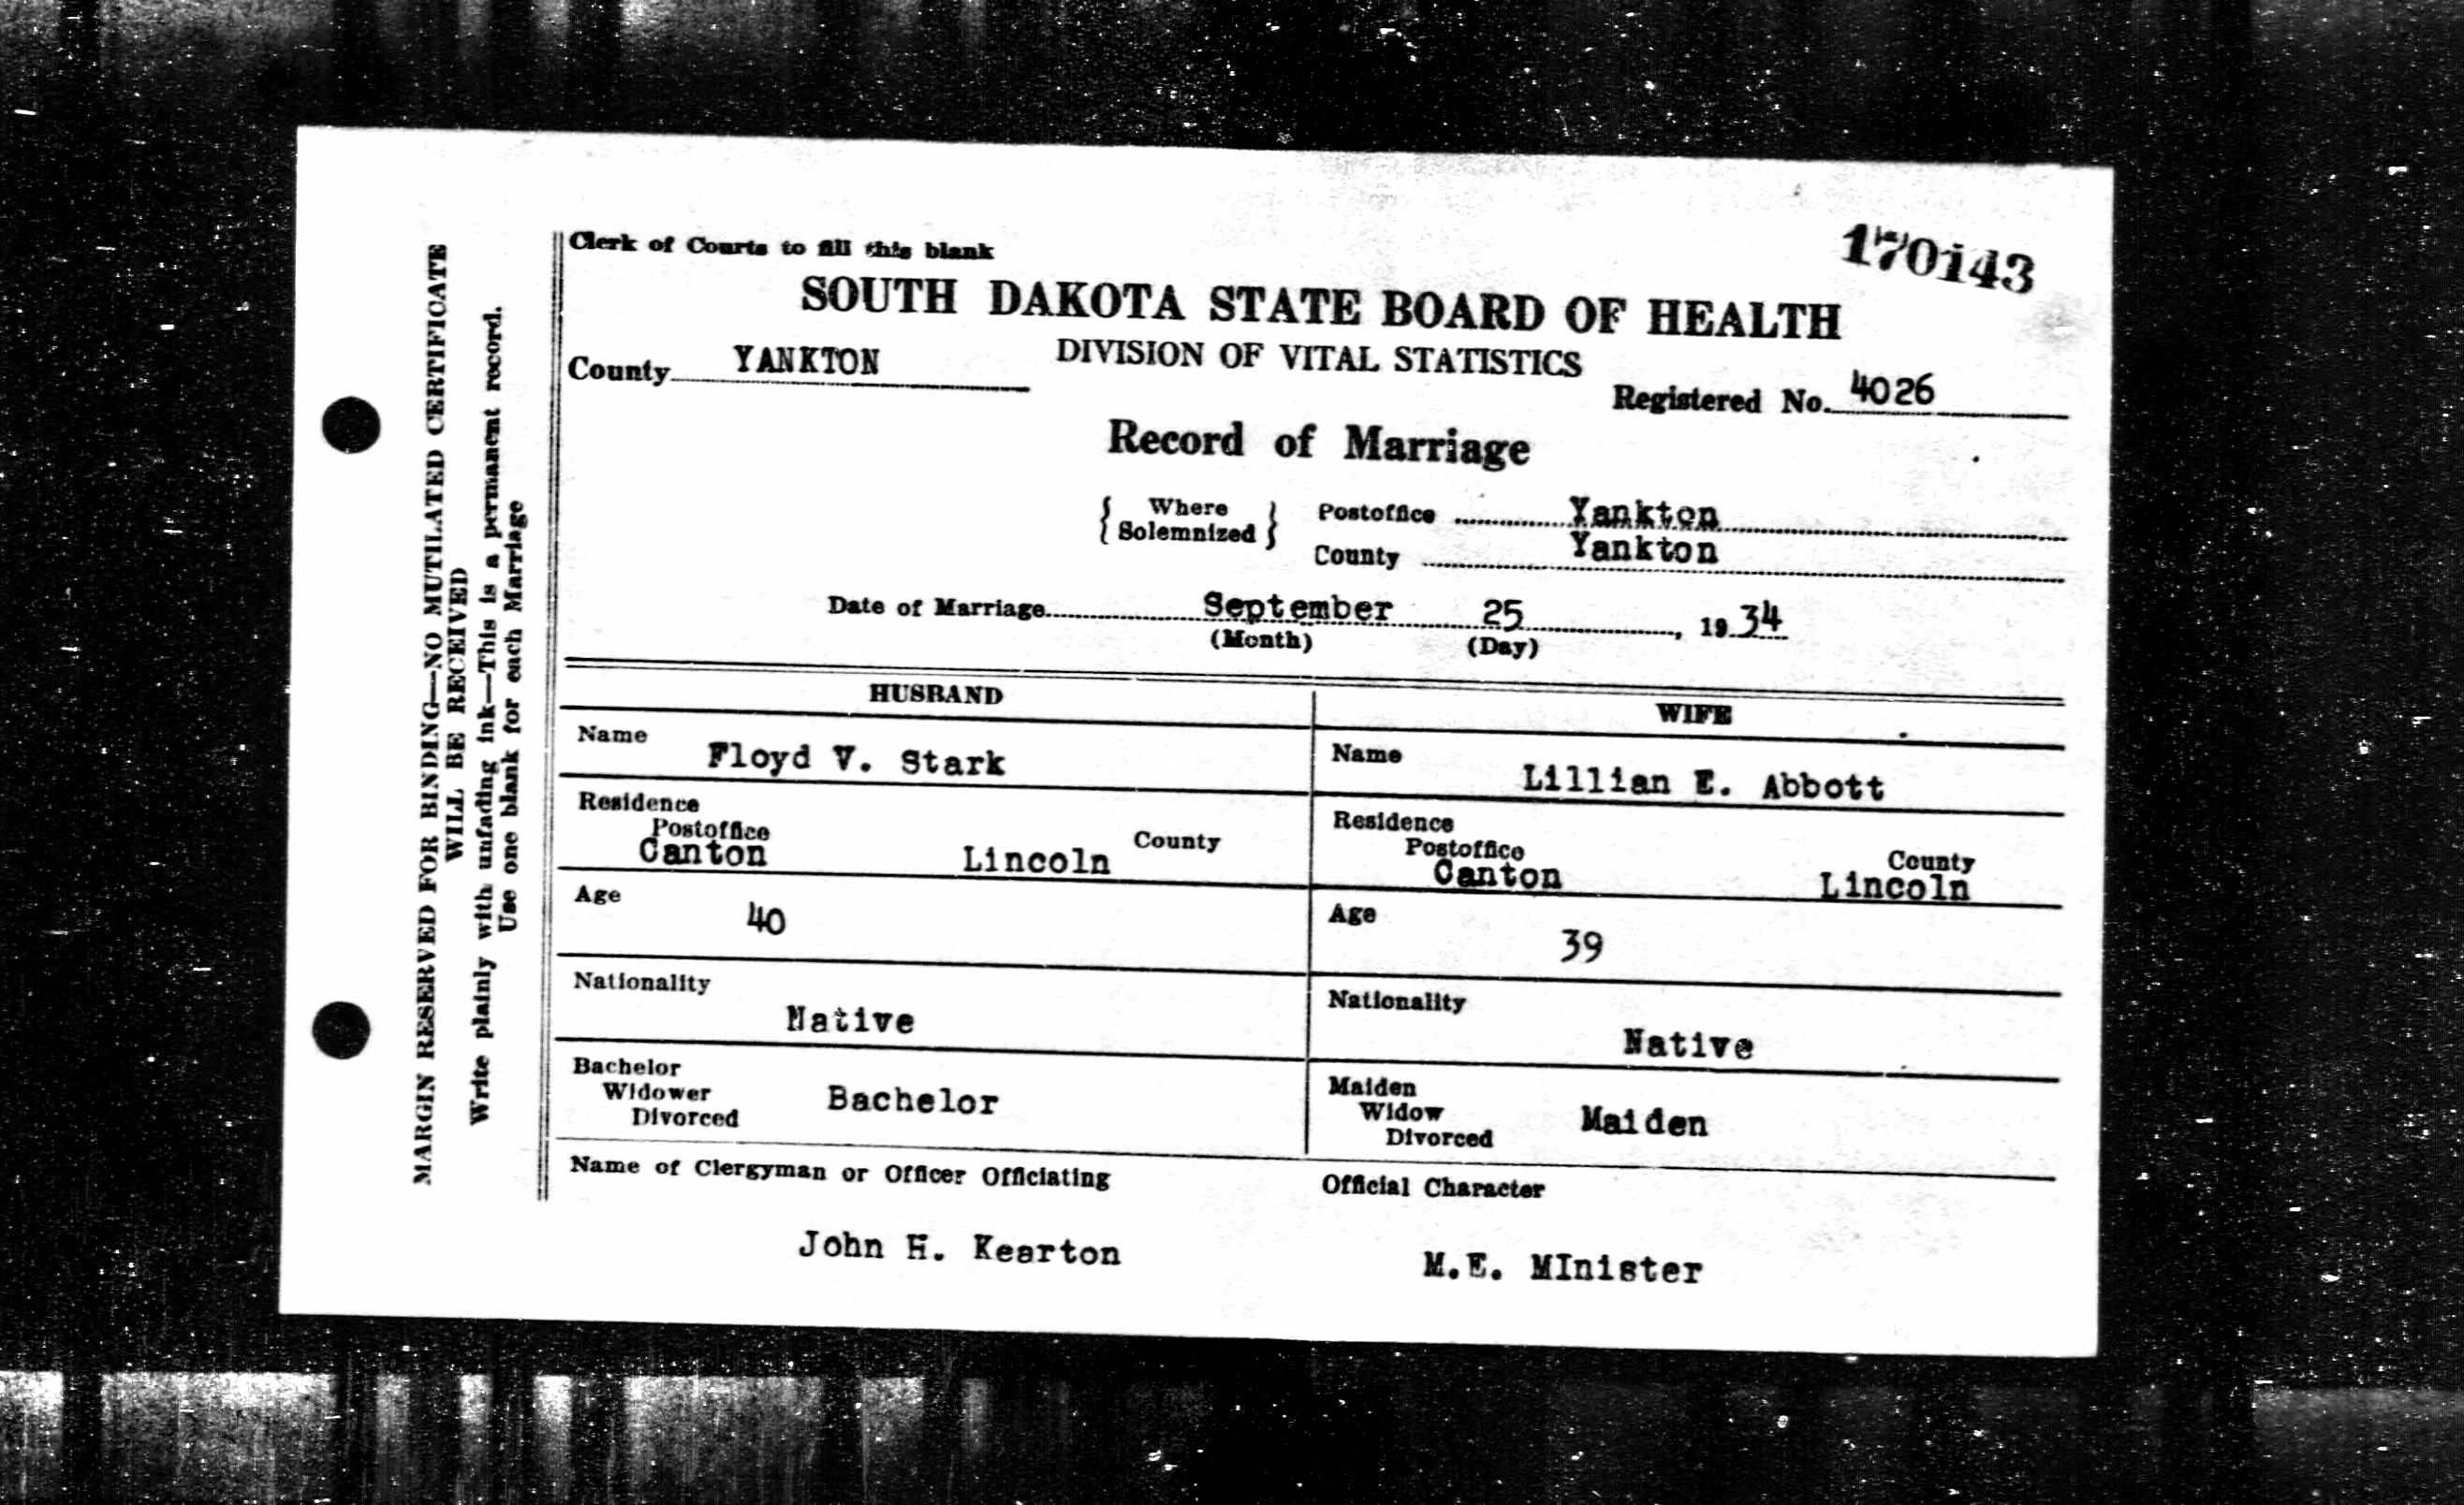 170143
Clerk of Courts to fill this blank
SOUTH DAKOTA STATE BOARD OF HEALTH
DIVISION OF VITAL STATISTICS
County YANKTON
Registered No. 4026
Record of Marriage
{ Where Solemnized } Postoffice Yankton
County Yankton
Date of Marriage September 25, 1934
(Month) (Day)
HUSBAND
Name Floyd V. Stark
Residence
Postoffice County
Canton Lincoln
Age 40
Nationality
Native
Bachelor
Widower Bachelor
Divorced
WIFE
Name Lillian E. Abbott
Residence
Postoffice County
Canton Lincoln
Age 39
Nationality
Native
Maiden
Widow Maiden
Divorced
Name of Clergyman or Officer Officiating
John H. Kearton
Official Character
M.E. MInister
MARGIN RESERVED FOR BINDING—NO MUTILATED CERTIFICATE
WILL BE RECEIVED
Write plainly with unfading ink—This is a permanent record.
Use one blank for each Marriage